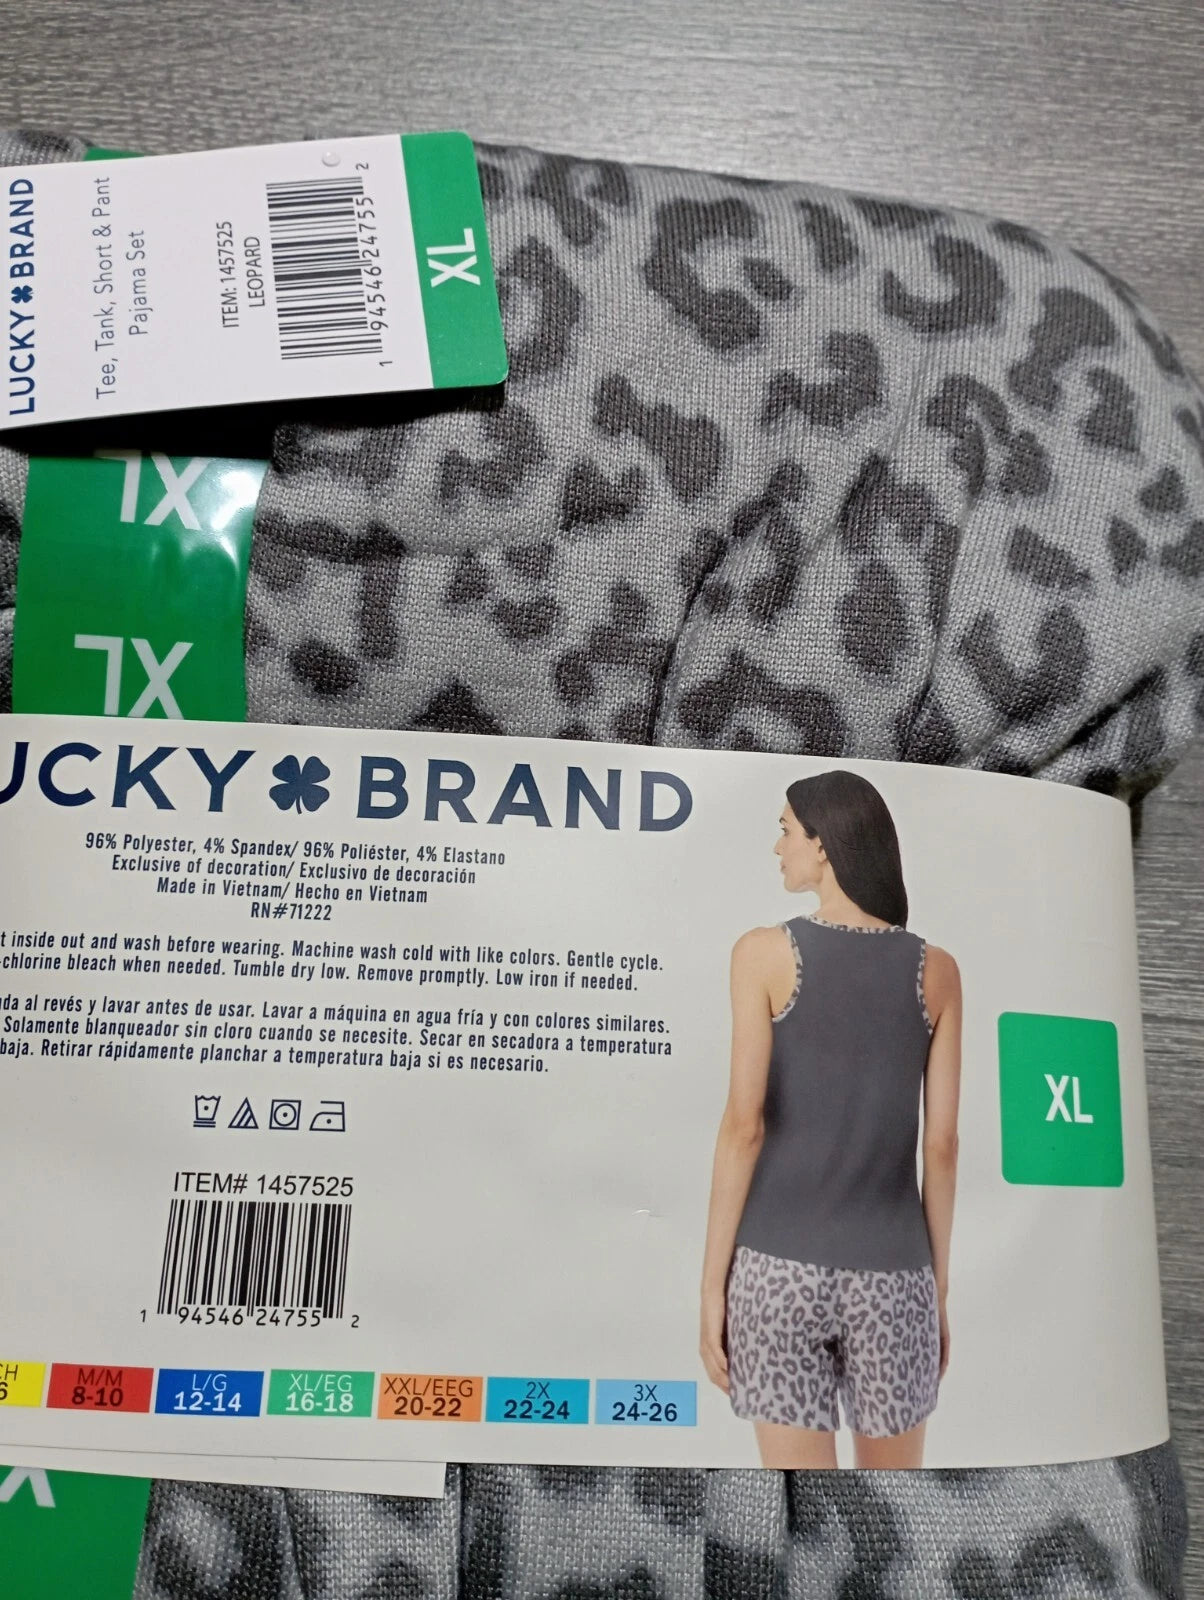 LUCKY BRAND
Tee, Tank, Short & Pant
Pajama Set
ITEM: 1457525
LEOPARD
1 94546 24755 2
XL
XL
XL
UCKY BRAND
96% Polyester, 4% Spandex/ 96% Poliéster, 4% Elastano
Exclusive of decoration/ Exclusivo de decoración
Made in Vietnam/ Hecho en Vietnam
RN#71222
t inside out and wash before wearing. Machine wash cold with like colors. Gentle cycle.
-chlorine bleach when needed. Tumble dry low. Remove promptly. Low iron if needed.
da al revés y lavar antes de usar. Lavar a máquina en agua fría y con colores similares.
Solamente blanqueador sin cloro cuando se necesite. Secar en secadora a temperatura
baja. Retirar rápidamente planchar a temperatura baja si es necesario.
XL
ITEM# 1457525
1 94546 24755 2
CH
6
M/M
8-10
L/G
12-14
XL/EG
16-18
XXL/EEG
20-22
2X
22-24
3X
24-26
X